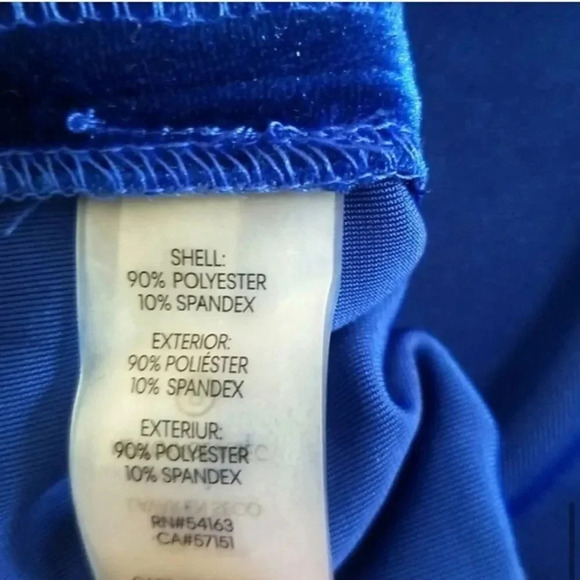 SHELL:
90% POLYESTER
10% SPANDEX
EXTERIOR:
90% POLIÉSTER
10% SPANDEX
EXTERIUR:
90% POLYESTER
10% SPANDEX
RN#54163
CA#57151